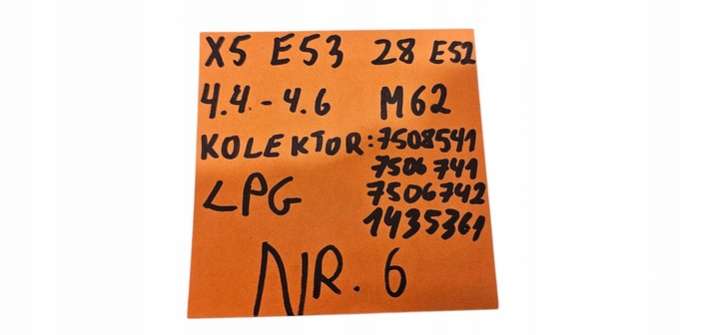 X5 E53 28 E52
4.4 - 4.6 M62
KOLEKTOR: 7508541
7506741
LPG 7506742
1435361
NR. 6